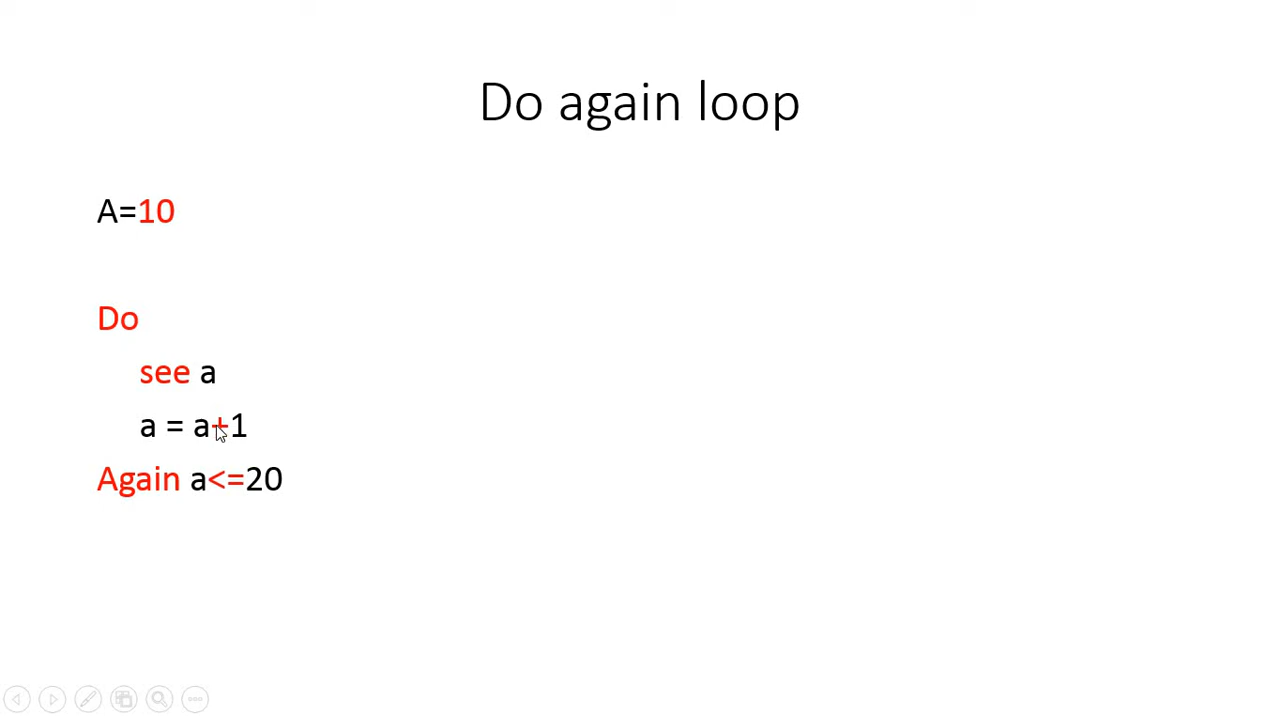 Do again loop
A=10
Do
see a
a = a+1
Again a<=20